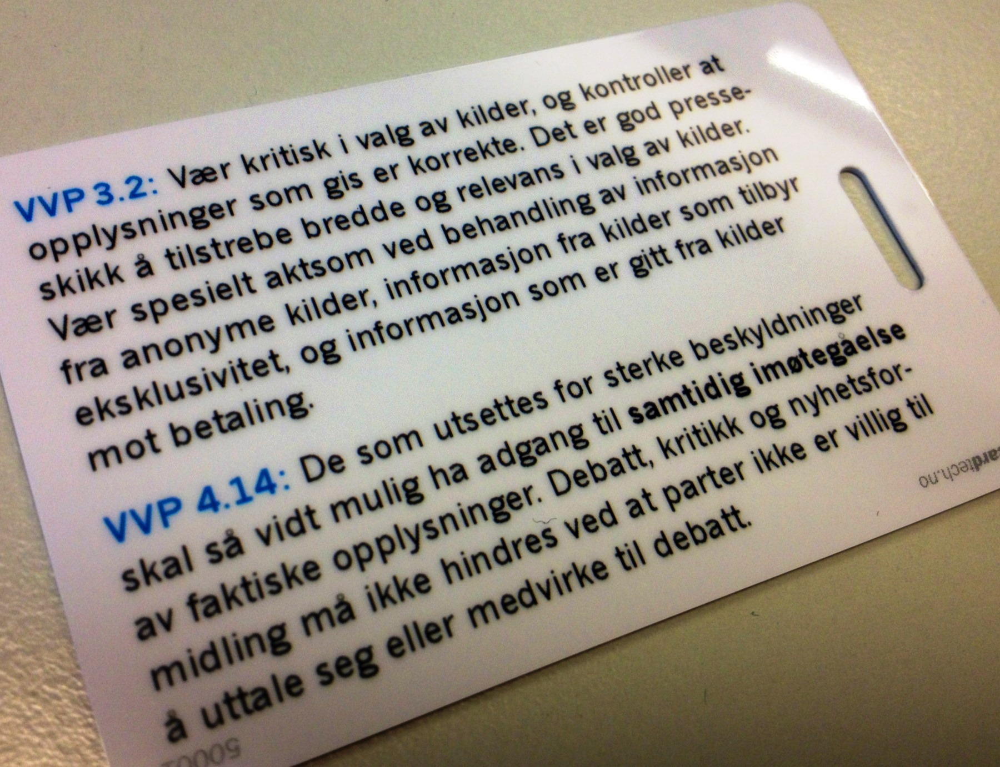 VVP 3.2: Vær kritisk i valg av kilder, og kontroller at
opplysninger som gis er korrekte. Det er god presse-
skikk å tilstrebe bredde og relevans i valg av kilder.
Vær spesielt aktsom ved behandling av informasjon
fra anonyme kilder, informasjon fra kilder som tilbyr
eksklusivitet, og informasjon som er gitt fra kilder
mot betaling.
VVP 4.14: De som utsettes for sterke beskyldninger
skal så vidt mulig ha adgang til samtidig imøtegåelse
av faktiske opplysninger. Debatt, kritikk og nyhetsfor-
midling må ikke hindres ved at parter ikke er villig til
å uttale seg eller medvirke til debatt.
cardtech.no